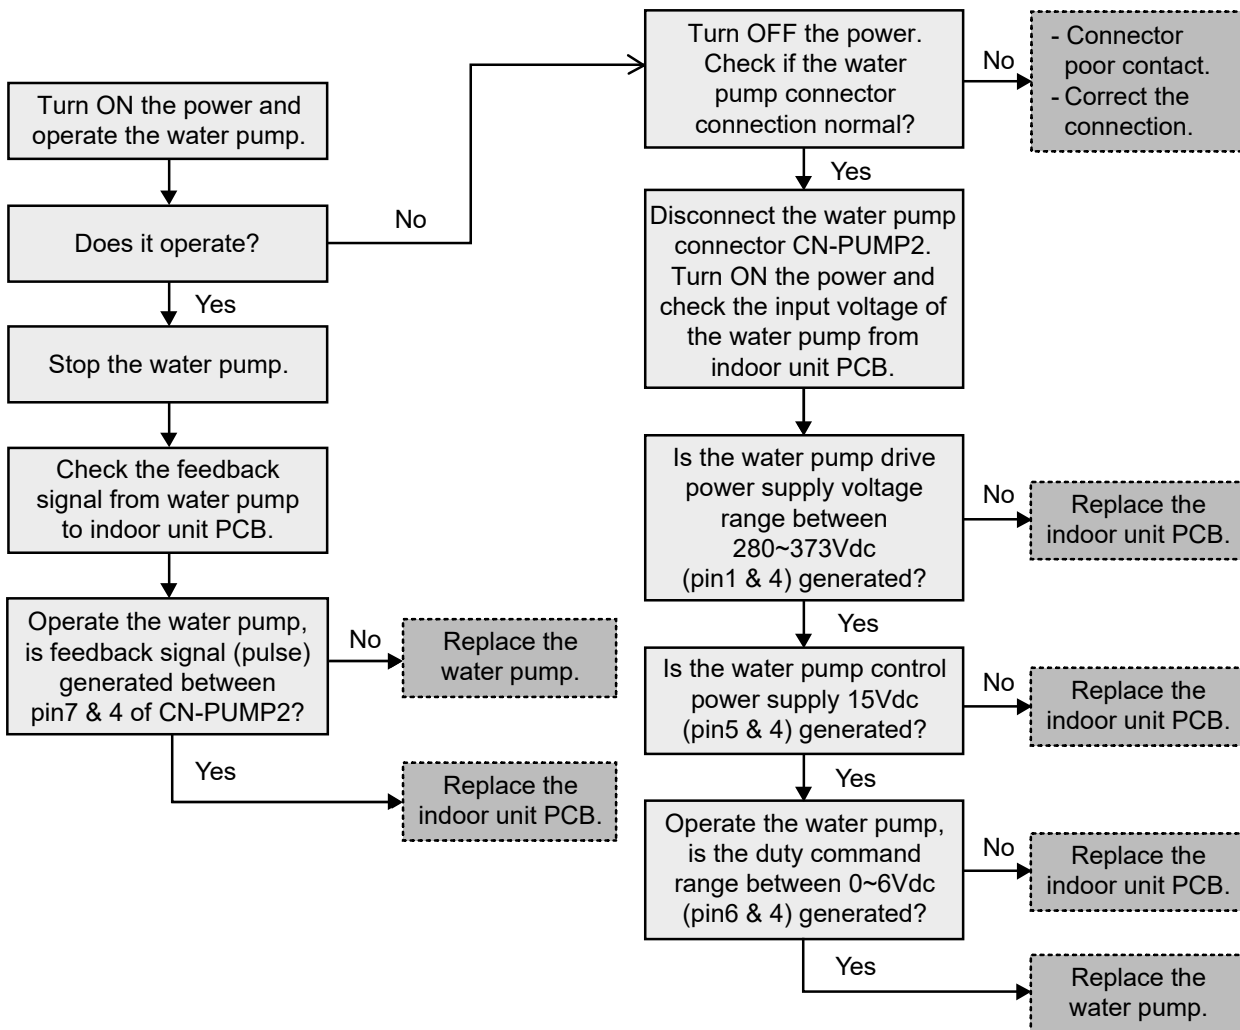 Turn ON the power and
operate the water pump.
Does it operate?
No
Yes
Stop the water pump.
Check the feedback
signal from water pump
to indoor unit PCB.
Operate the water pump,
is feedback signal (pulse)
generated between
pin7 & 4 of CN-PUMP2?
No
Replace the
water pump.
Yes
Replace the
indoor unit PCB.
Turn OFF the power.
Check if the water
pump connector
connection normal?
No
- Connector
poor contact.
- Correct the
connection.
Yes
Disconnect the water pump
connector CN-PUMP2.
Turn ON the power and
check the input voltage of
the water pump from
indoor unit PCB.
Is the water pump drive
power supply voltage
range between
280~373Vdc
(pin1 & 4) generated?
No
Replace the
indoor unit PCB.
Yes
Is the water pump control
power supply 15Vdc
(pin5 & 4) generated?
No
Replace the
indoor unit PCB.
Yes
Operate the water pump,
is the duty command
range between 0~6Vdc
(pin6 & 4) generated?
No
Replace the
indoor unit PCB.
Yes
Replace the
water pump.